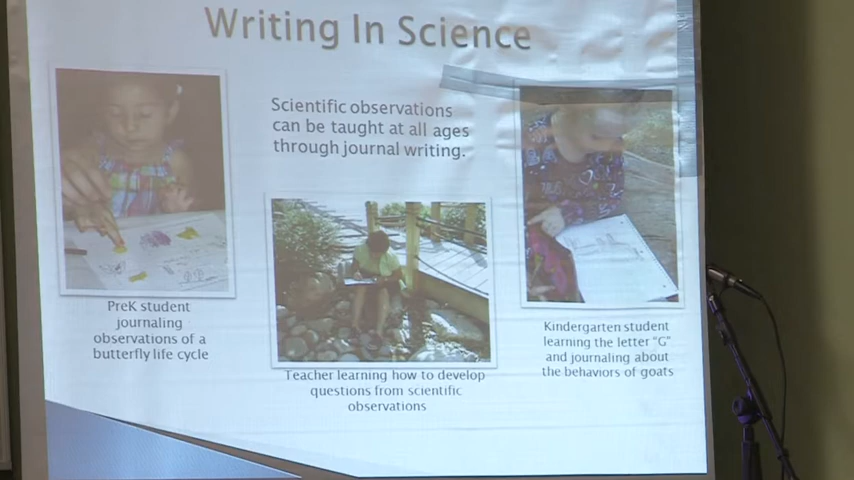 Writing In Science
Scientific observations
can be taught at all ages
through journal writing.
PreK student
journaling
observations of a
butterfly life cycle
Teacher learning how to develop
questions from scientific
observations
Kindergarten student
learning the letter “G”
and journaling about
the behaviors of goats